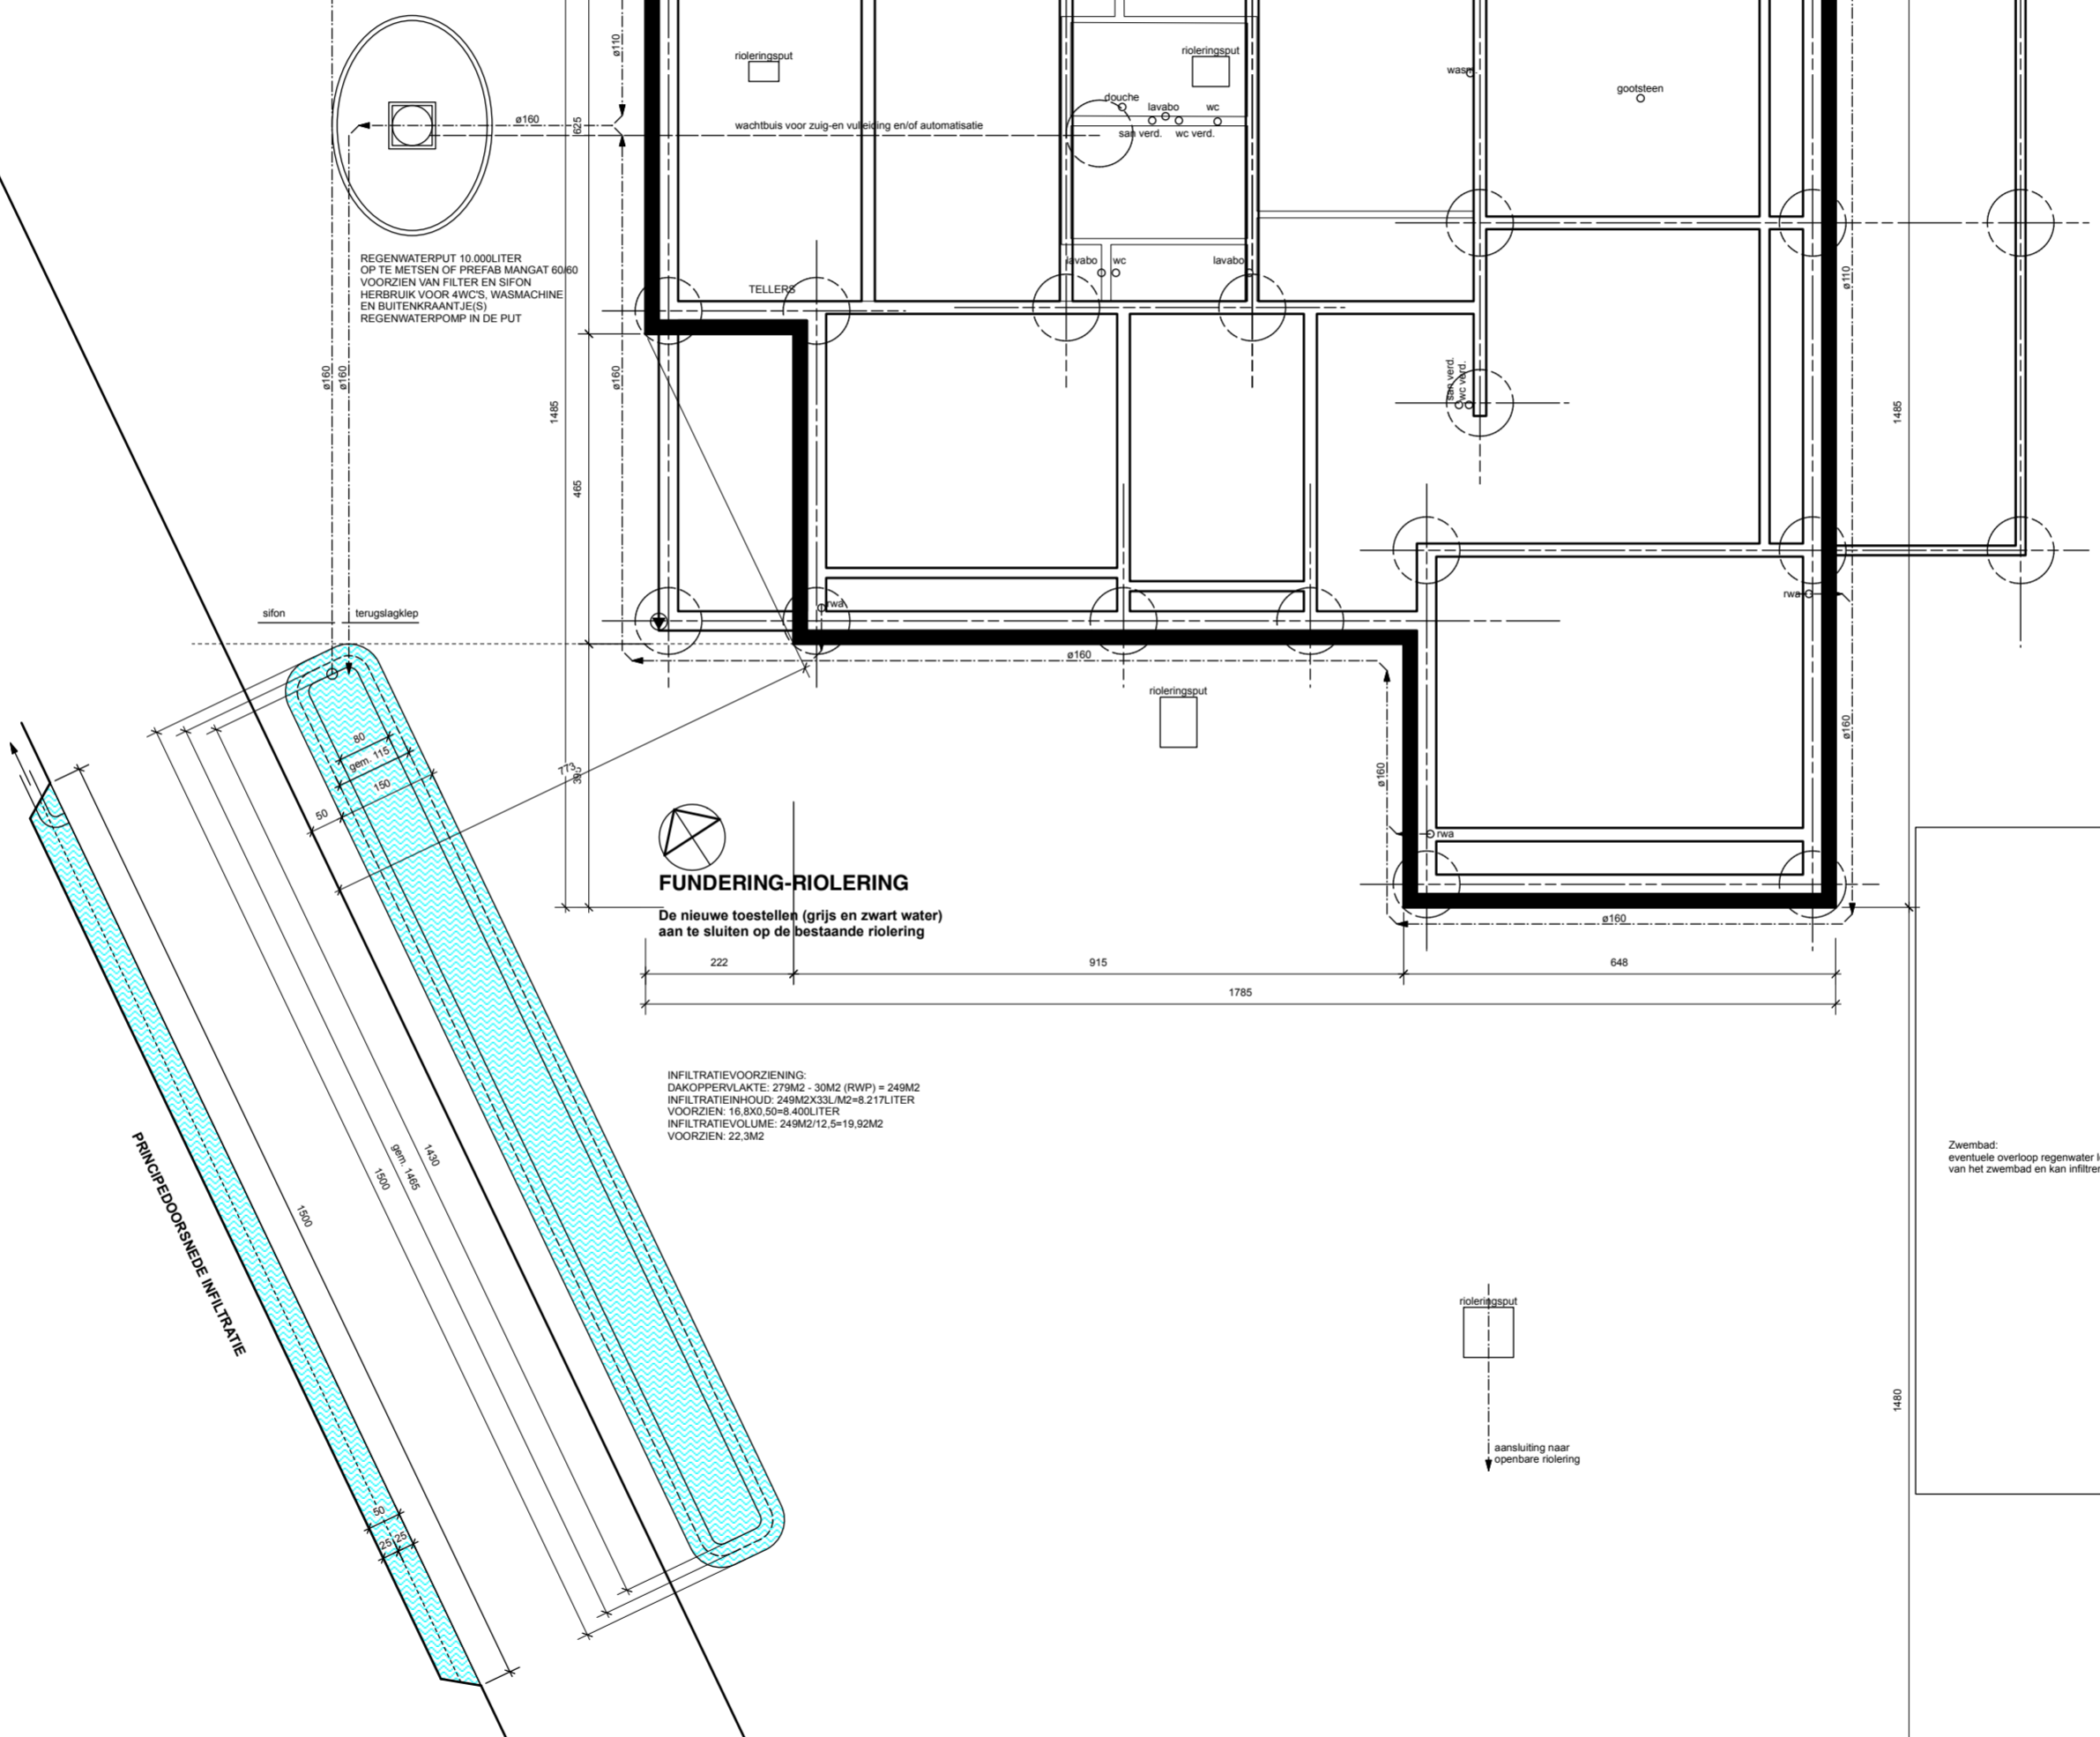 ø110
rioleringsput
rioleringsput
wasm.
gootsteen
douche
lavabo
wc
ø160
625
wachtbuis voor zuig-en vulleiding en/of automatisatie
san verd.
wc verd.
REGENWATERPUT 10.000LITER
OP TE METSEN OF PREFAB MANGAT 60/60
VOORZIEN VAN FILTER EN SIFON
HERBRUIK VOOR 4WC'S, WASMACHINE
EN BUITENKRAANTJE(S)
REGENWATERPOMP IN DE PUT
lavabo
wc
lavabo
TELLERS
ø110
ø160
ø160
ø160
1485
san verd.
wc verd.
1485
465
rwa
rwa
sifon
terugslagklep
ø160
rioleringsput
80
gem. 115
150
50
773
393
ø160
ø160
rwa
FUNDERING-RIOLERING
De nieuwe toestellen (grijs en zwart water)
aan te sluiten op de bestaande riolering
ø160
222
915
648
1785
INFILTRATIEVOORZIENING:
DAKOPPERVLAKTE: 279M2 - 30M2 (RWP) = 249M2
INFILTRATIEINHOUD: 249M2X33L/M2=8.217LITER
VOORZIEN: 16,8X0,50=8.400LITER
INFILTRATIEVOLUME: 249M2/12,5=19,92M2
VOORZIEN: 22,3M2
Zwembad:
eventuele overloop regenwater l
van het zwembad en kan infiltre
PRINCIPEDOORSNEDE INFILTRATIE
1430
gem. 1465
1500
1500
rioleringsput
1480
aansluiting naar
openbare riolering
50
25
25